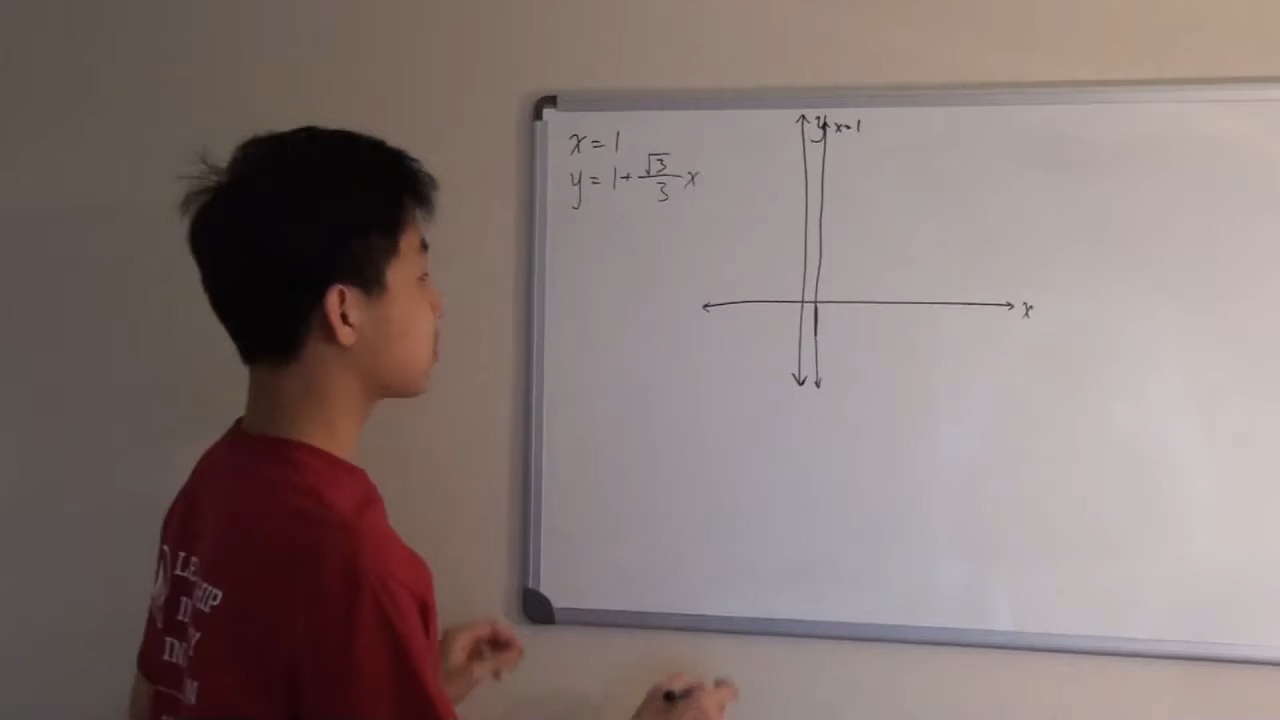 x=1
y=1+√3/3 x
y
x=1
x